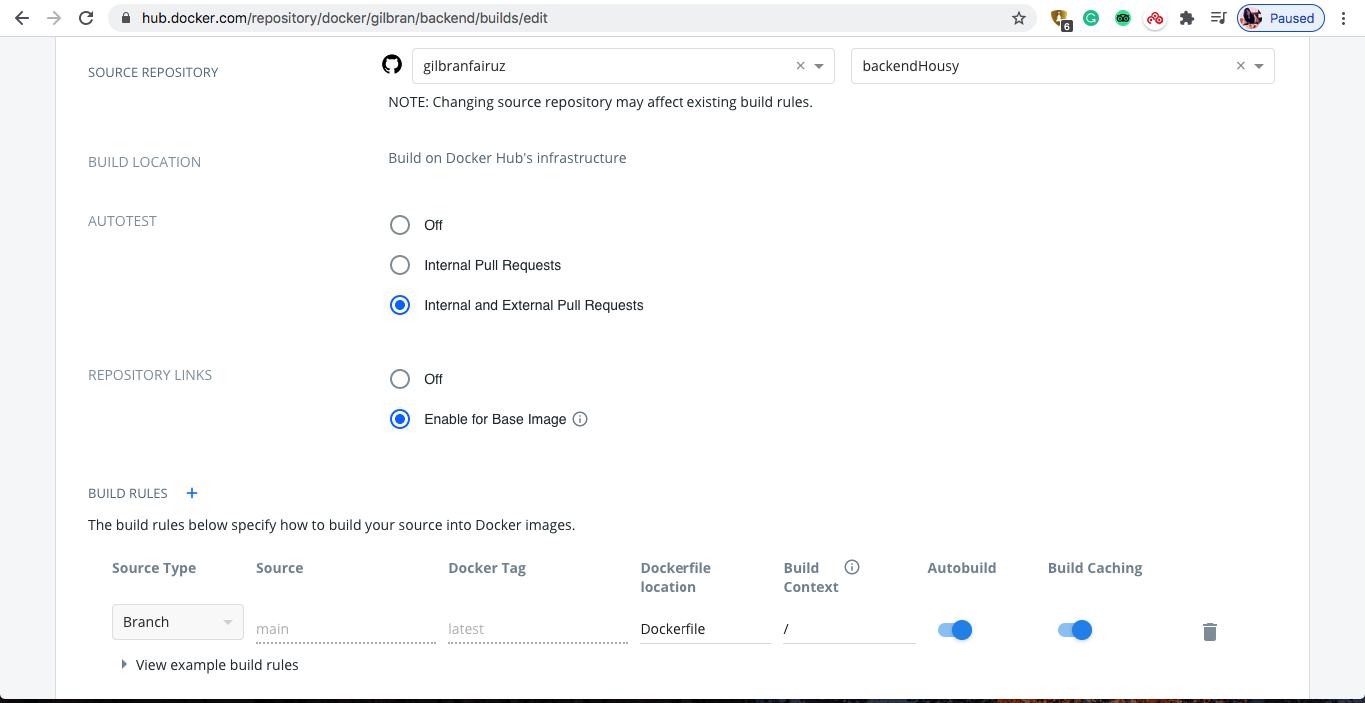 hub.docker.com/repository/docker/gilbran/backend/builds/edit
6
Paused
SOURCE REPOSITORY
gilbranfairuz
backendHousy
NOTE: Changing source repository may affect existing build rules.
BUILD LOCATION
Build on Docker Hub's infrastructure
AUTOTEST
Off
Internal Pull Requests
Internal and External Pull Requests
REPOSITORY LINKS
Off
Enable for Base Image
BUILD RULES +
The build rules below specify how to build your source into Docker images.
Source Type Source Docker Tag Dockerfile location Build Context Autobuild Build Caching
Branch main latest Dockerfile /
View example build rules